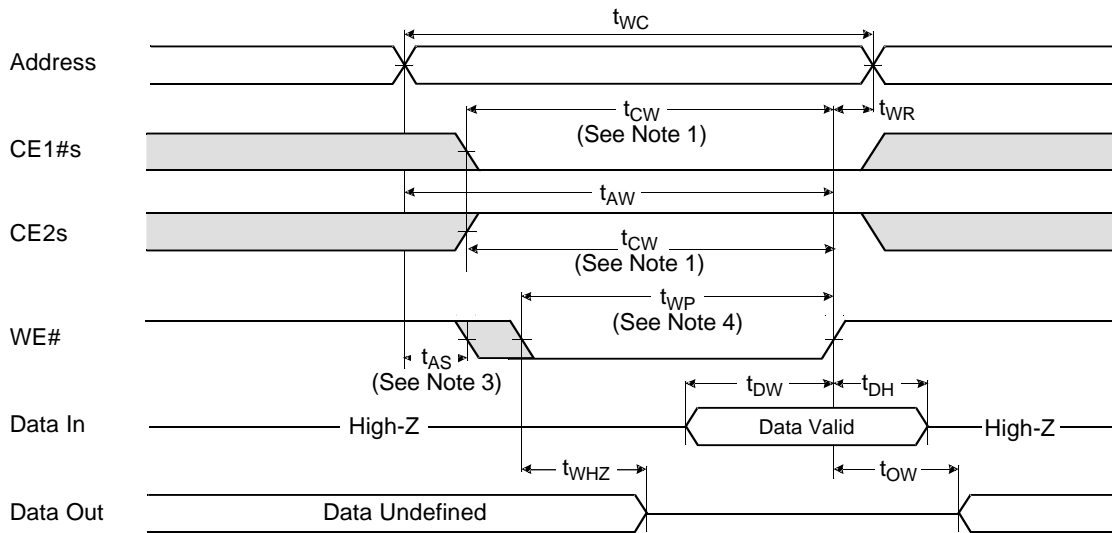 tWC
Address
tCW
(See Note 1)
tWR
CE1#s
tAW
CE2s
tCW
(See Note 1)
tWP
(See Note 4)
WE#
tAS
(See Note 3)
tDW
tDH
Data In
High-Z
Data Valid
High-Z
tWHZ
tOW
Data Out
Data Undefined